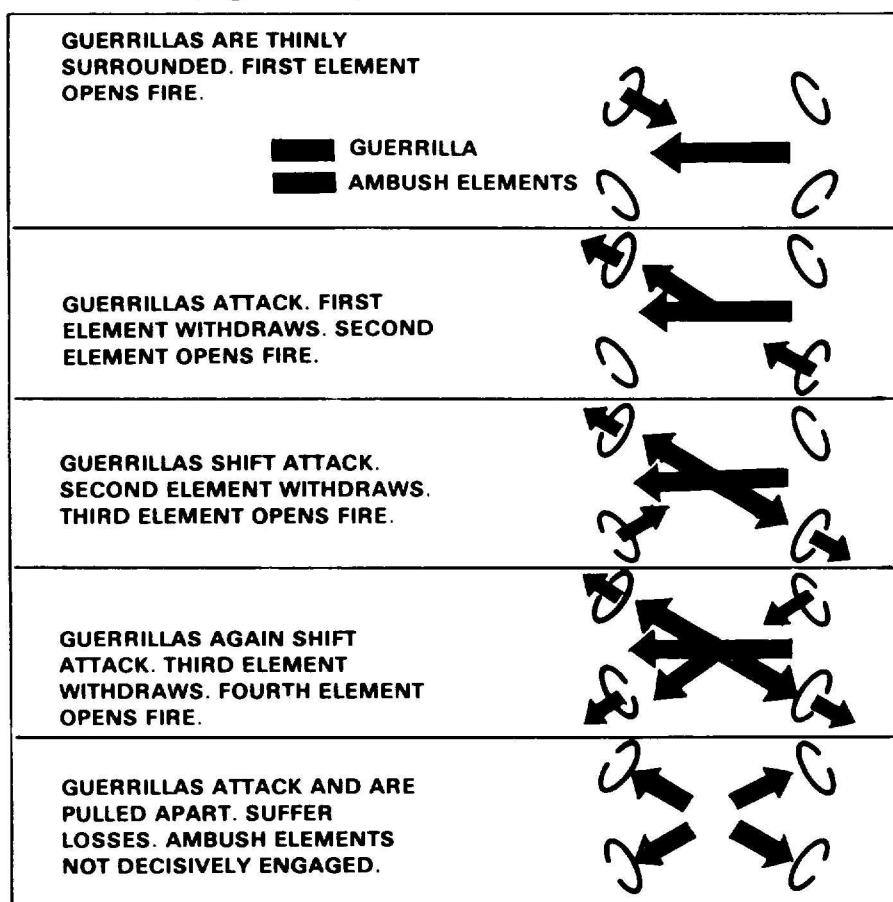 GUERRILLAS ARE THINLY
SURROUNDED. FIRST ELEMENT
OPENS FIRE.
GUERRILLA
AMBUSH ELEMENTS
GUERRILLAS ATTACK. FIRST
ELEMENT WITHDRAWS. SECOND
ELEMENT OPENS FIRE.
GUERRILLAS SHIFT ATTACK.
SECOND ELEMENT WITHDRAWS.
THIRD ELEMENT OPENS FIRE.
GUERRILLAS AGAIN SHIFT
ATTACK. THIRD ELEMENT
WITHDRAWS. FOURTH ELEMENT
OPENS FIRE.
GUERRILLAS ATTACK AND ARE
PULLED APART. SUFFER
LOSSES. AMBUSH ELEMENTS
NOT DECISIVELY ENGAGED.